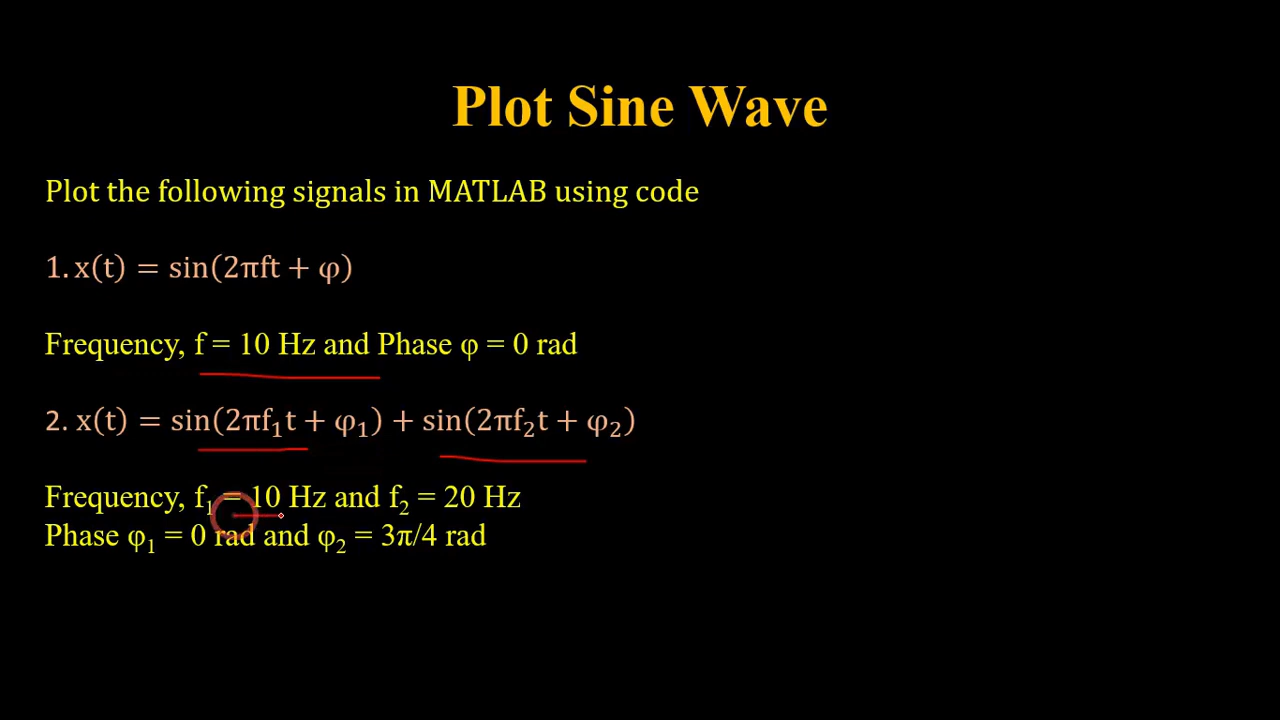 Plot Sine Wave
Plot the following signals in MATLAB using code
1. x(t) = sin(2πft + φ)
Frequency, f = 10 Hz and Phase φ = 0 rad
2. x(t) = sin(2πf₁t + φ₁) + sin(2πf₂t + φ₂)
Frequency, f₁ = 10 Hz and f₂ = 20 Hz
Phase φ₁ = 0 rad and φ₂ = 3π/4 rad